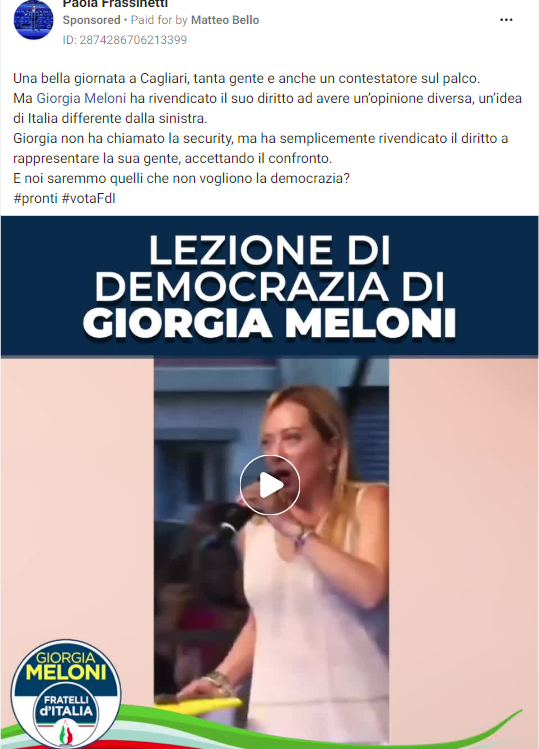 Paola Frassinetti
Sponsored • Paid for by Matteo Bello
ID: 2874286706213399
Una bella giornata a Cagliari, tanta gente e anche un contestatore sul palco.
Ma Giorgia Meloni ha rivendicato il suo diritto ad avere un'opinione diversa, un'idea
di Italia differente dalla sinistra.
Giorgia non ha chiamato la security, ma ha semplicemente rivendicato il diritto a
rappresentare la sua gente, accettando il confronto.
E noi saremmo quelli che non vogliono la democrazia?
#pronti #votaFdI
LEZIONE DI
DEMOCRAZIA DI
GIORGIA MELONI
GIORGIA
MELONI
FRATELLI
d'ITALIA